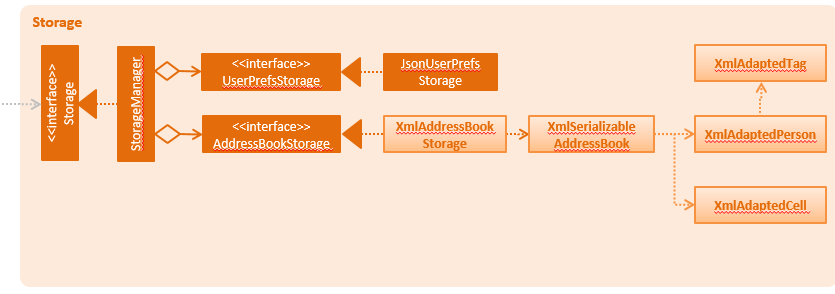 Storage
<<interface>>
Storage
StorageManager
<<interface>>
UserPrefsStorage
JsonUserPrefs
Storage
<<interface>>
AddressBookStorage
XmlAddressBook
Storage
XmlSerializable
AddressBook
XmlAdaptedTag
XmlAdaptedPerson
XmlAdaptedCell